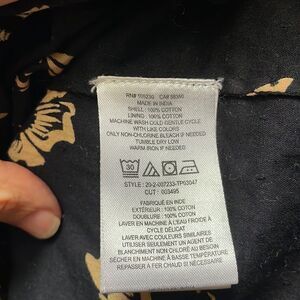 MADE IN INDIA
SHELL : 100% COTTON
LINING : 100% COTTON
MACHINE WASH COLD GENTLE CYCLE
WITH LIKE COLORS
ONLY NON-CHLORINE BLEACH IF NEEDED
TUMBLE DRY LOW
WARM IRON IF NEEDED
30
STYLE : 20-2-007233-TP03047
CUT : 003495
FABRIQUÉ EN INDE
EXTÉRIEUR : 100% COTON
DOUBLURE : 100% COTON
LAVER EN MACHINE À L'EAU FROIDE À
CYCLE DÉLICAT
LAVER AVEC COULEURS SIMILAIRES
UTILISER SEULEMENT UN AGENT DE
BLANCHIMENT NON CHLORÉ AU BESOIN
SÉCHER EN MACHINE À BASSE TEMPÉRATURE
REPASSER À FER CHAUD SI NÉCESSAIRE